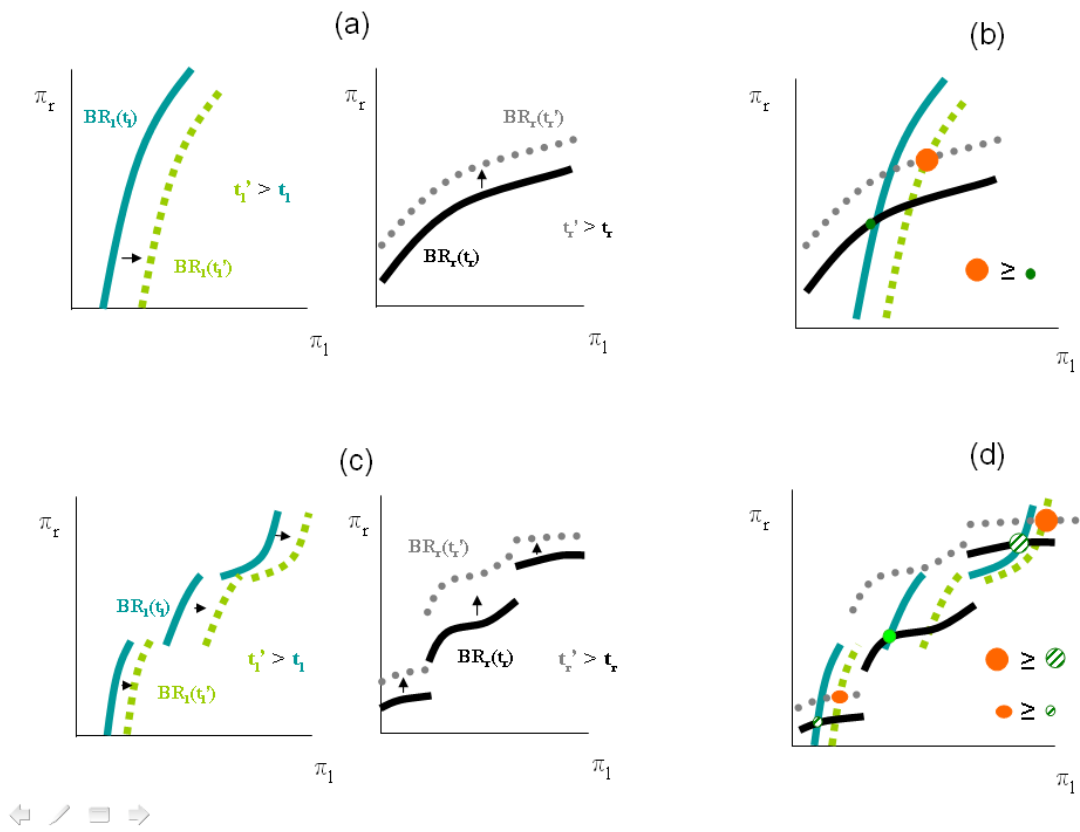 (a)
π_r
BR_l(t_l)
t_l' > t_l
BR_l(t_l')
π_l
BR_r(t_r')
t_r' > t_r
BR_r(t_r)
π_l
(b)
π_r
≥
π_l
(c)
π_r
BR_l(t_l)
BR_l(t_l')
t_l' > t_l
π_l
π_r
BR_r(t_r')
BR_r(t_r)
t_r' > t_r
π_l
(d)
π_r
≥
≥
π_l